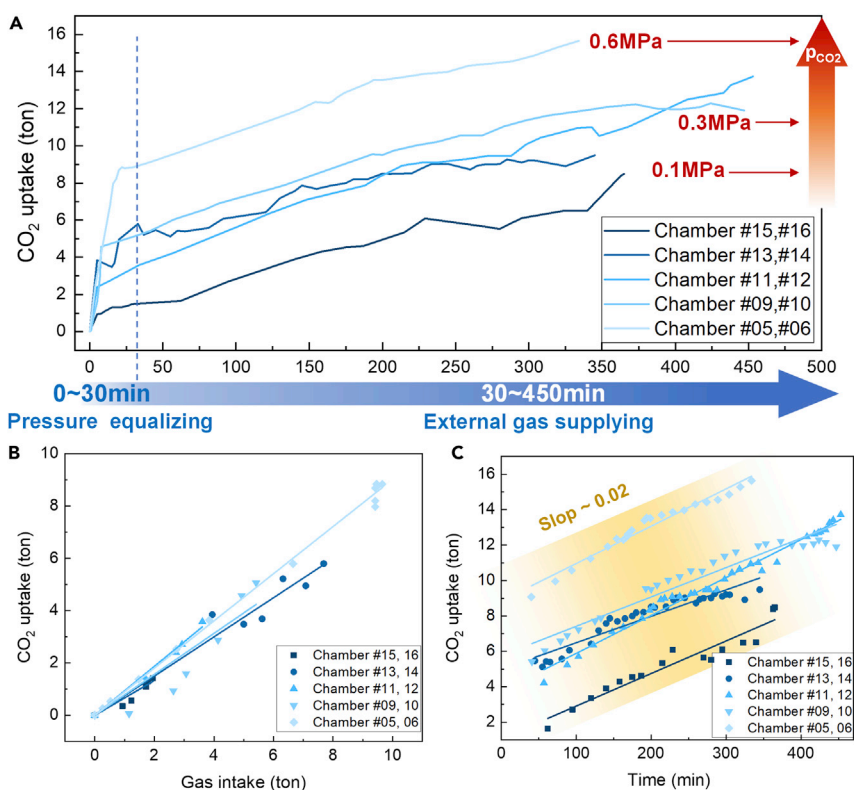 A
CO₂ uptake (ton)
16
14
12
10
8
6
4
2
0
0.6MPa
0.3MPa
0.1MPa
pCO2
Chamber #15,#16
Chamber #13,#14
Chamber #11,#12
Chamber #09,#10
Chamber #05,#06
0 50 100 150 200 250 300 350 400 450 500
0~30min
30~450min
Pressure equalizing
External gas supplying
B
CO₂ uptake (ton)
10
8
6
4
2
0
Chamber #15, 16
Chamber #13, 14
Chamber #11, 12
Chamber #09, 10
Chamber #05, 06
0 2 4 6 8 10
Gas intake (ton)
C
CO₂ uptake (ton)
16
14
12
10
8
6
4
2
Slop ~ 0.02
Chamber #15, 16
Chamber #13, 14
Chamber #11, 12
Chamber #09, 10
Chamber #05, 06
0 100 200 300 400
Time (min)